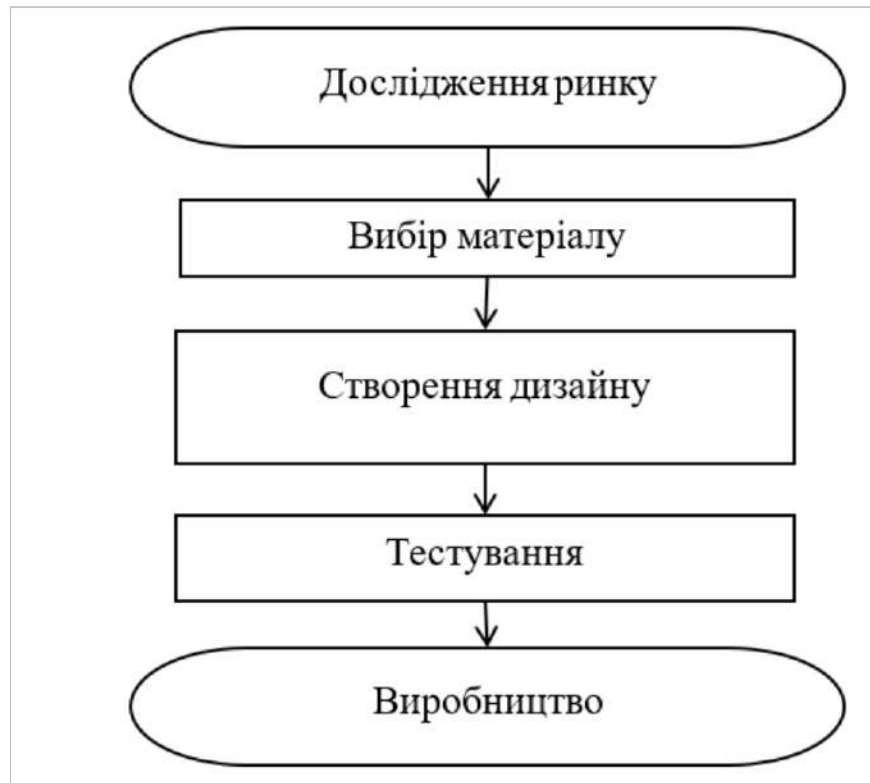 Дослідження ринку
Вибір матеріалу
Створення дизайну
Тестування
Виробництво